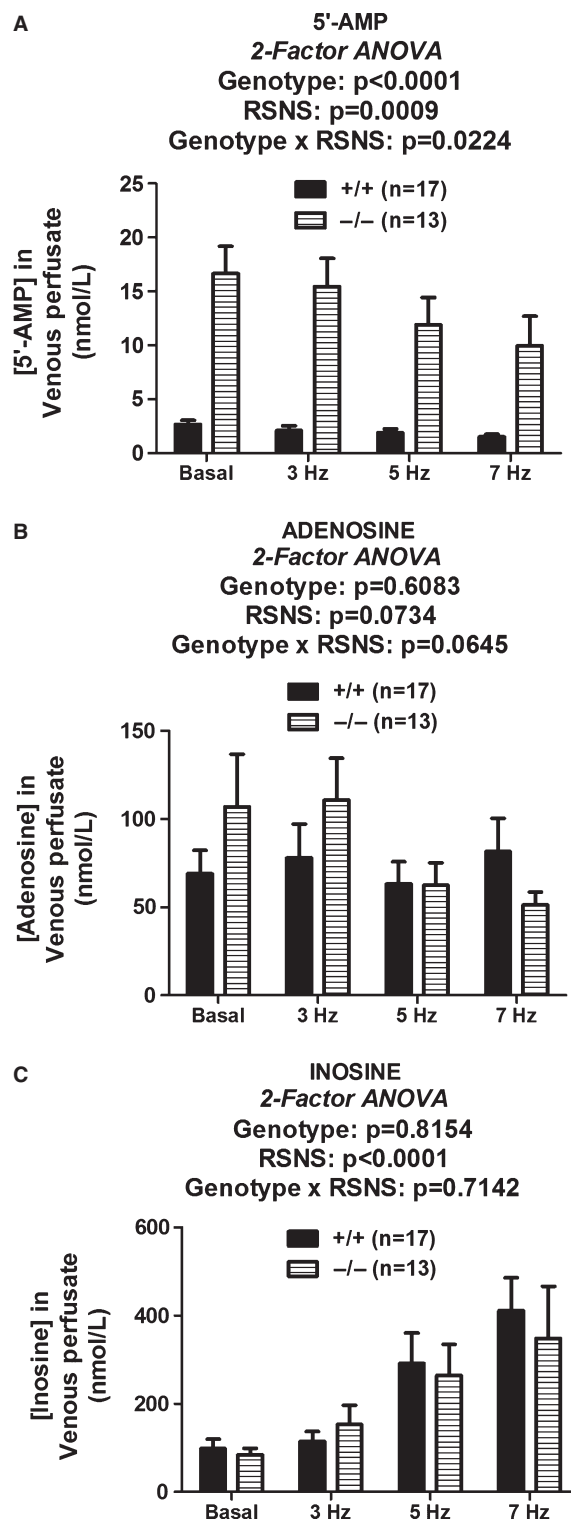 A
5'-AMP
2-Factor ANOVA
Genotype: p<0.0001
RSNS: p=0.0009
Genotype x RSNS: p=0.0224
+/+ (n=17)
–/– (n=13)
[5'-AMP] in
Venous perfusate
(nmol/L)
25
20
15
10
5
0
Basal
3 Hz
5 Hz
7 Hz
B
ADENOSINE
2-Factor ANOVA
Genotype: p=0.6083
RSNS: p=0.0734
Genotype x RSNS: p=0.0645
+/+ (n=17)
–/– (n=13)
[Adenosine] in
Venous perfusate
(nmol/L)
150
100
50
0
Basal
3 Hz
5 Hz
7 Hz
C
INOSINE
2-Factor ANOVA
Genotype: p=0.8154
RSNS: p<0.0001
Genotype x RSNS: p=0.7142
+/+ (n=17)
–/– (n=13)
[Inosine] in
Venous perfusate
(nmol/L)
600
400
200
0
Basal
3 Hz
5 Hz
7 Hz